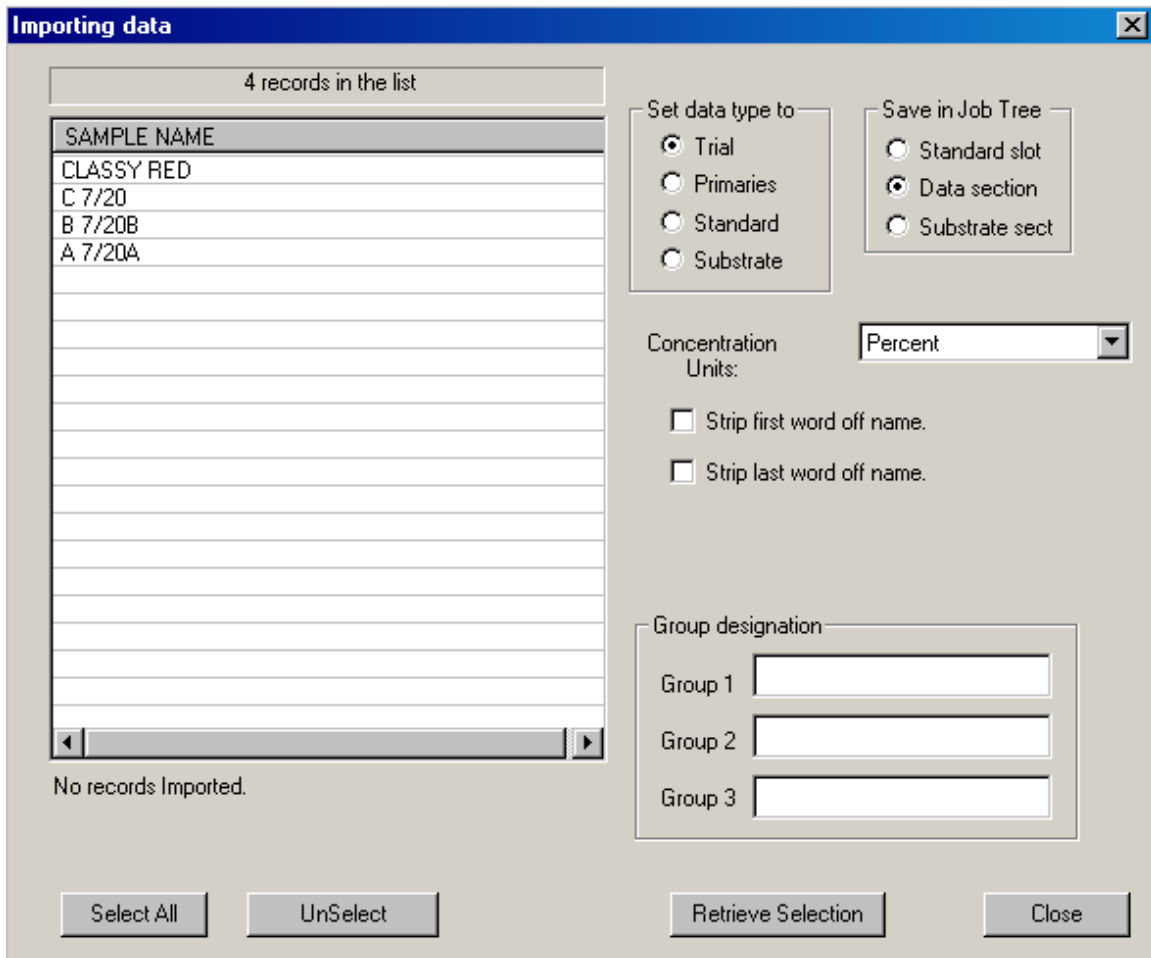 Importing data
4 records in the list
SAMPLE NAME
CLASSY RED
C 7/20
B 7/20B
A 7/20A
No records Imported.
Select All
UnSelect
Set data type to
Trial
Primaries
Standard
Substrate
Save in Job Tree
Standard slot
Data section
Substrate sect
Concentration
Units:
Percent
Strip first word off name.
Strip last word off name.
Group designation
Group 1
Group 2
Group 3
Retrieve Selection
Close